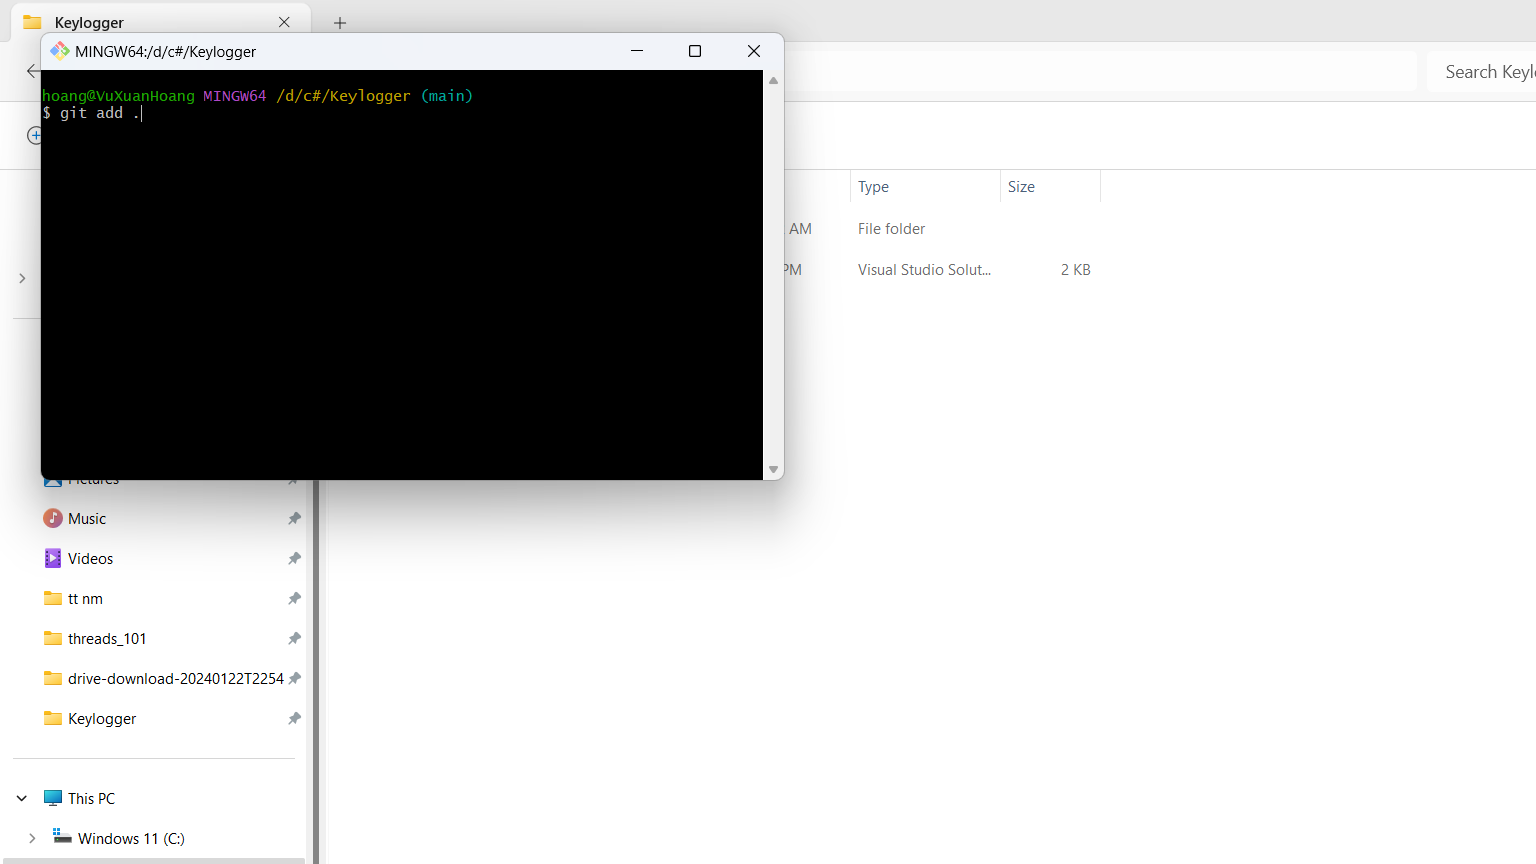 Keylogger
MINGW64:/d/c#/Keylogger
Search Keylo
hoang@VuXuanHoang MINGW64 /d/c#/Keylogger (main)
$ git add .
Type Size
AM File folder
PM Visual Studio Solut... 2 KB
Pictures
Music
Videos
tt nm
threads_101
drive-download-20240122T2254
Keylogger
This PC
Windows 11 (C:)